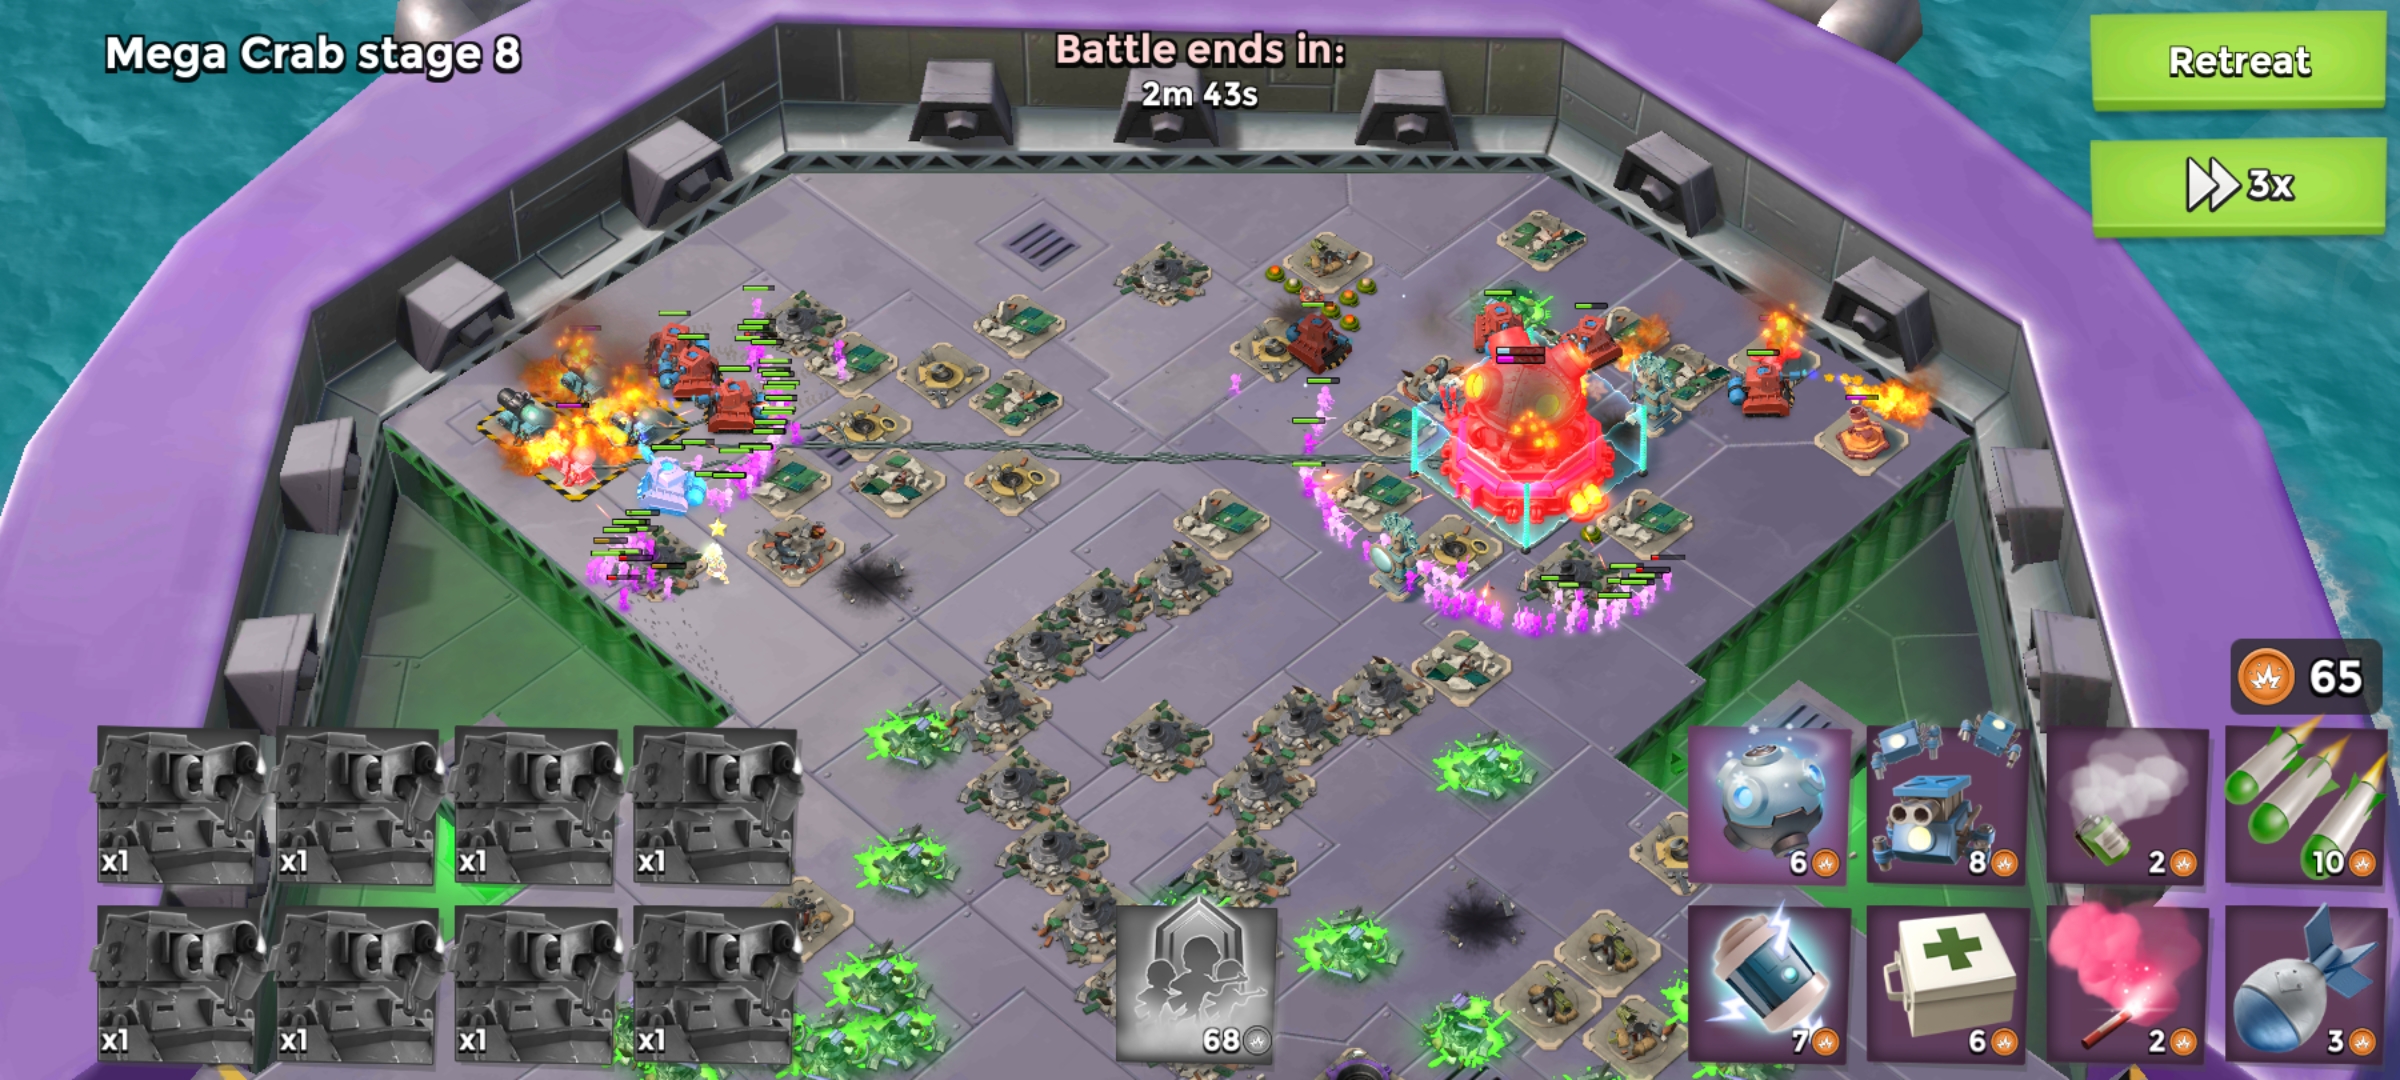 Mega Crab stage 8
Battle ends in:
2m 43s
Retreat
3x
65
6
8
2
10
x1
x1
x1
x1
7
6
2
3
x1
x1
x1
x1
68